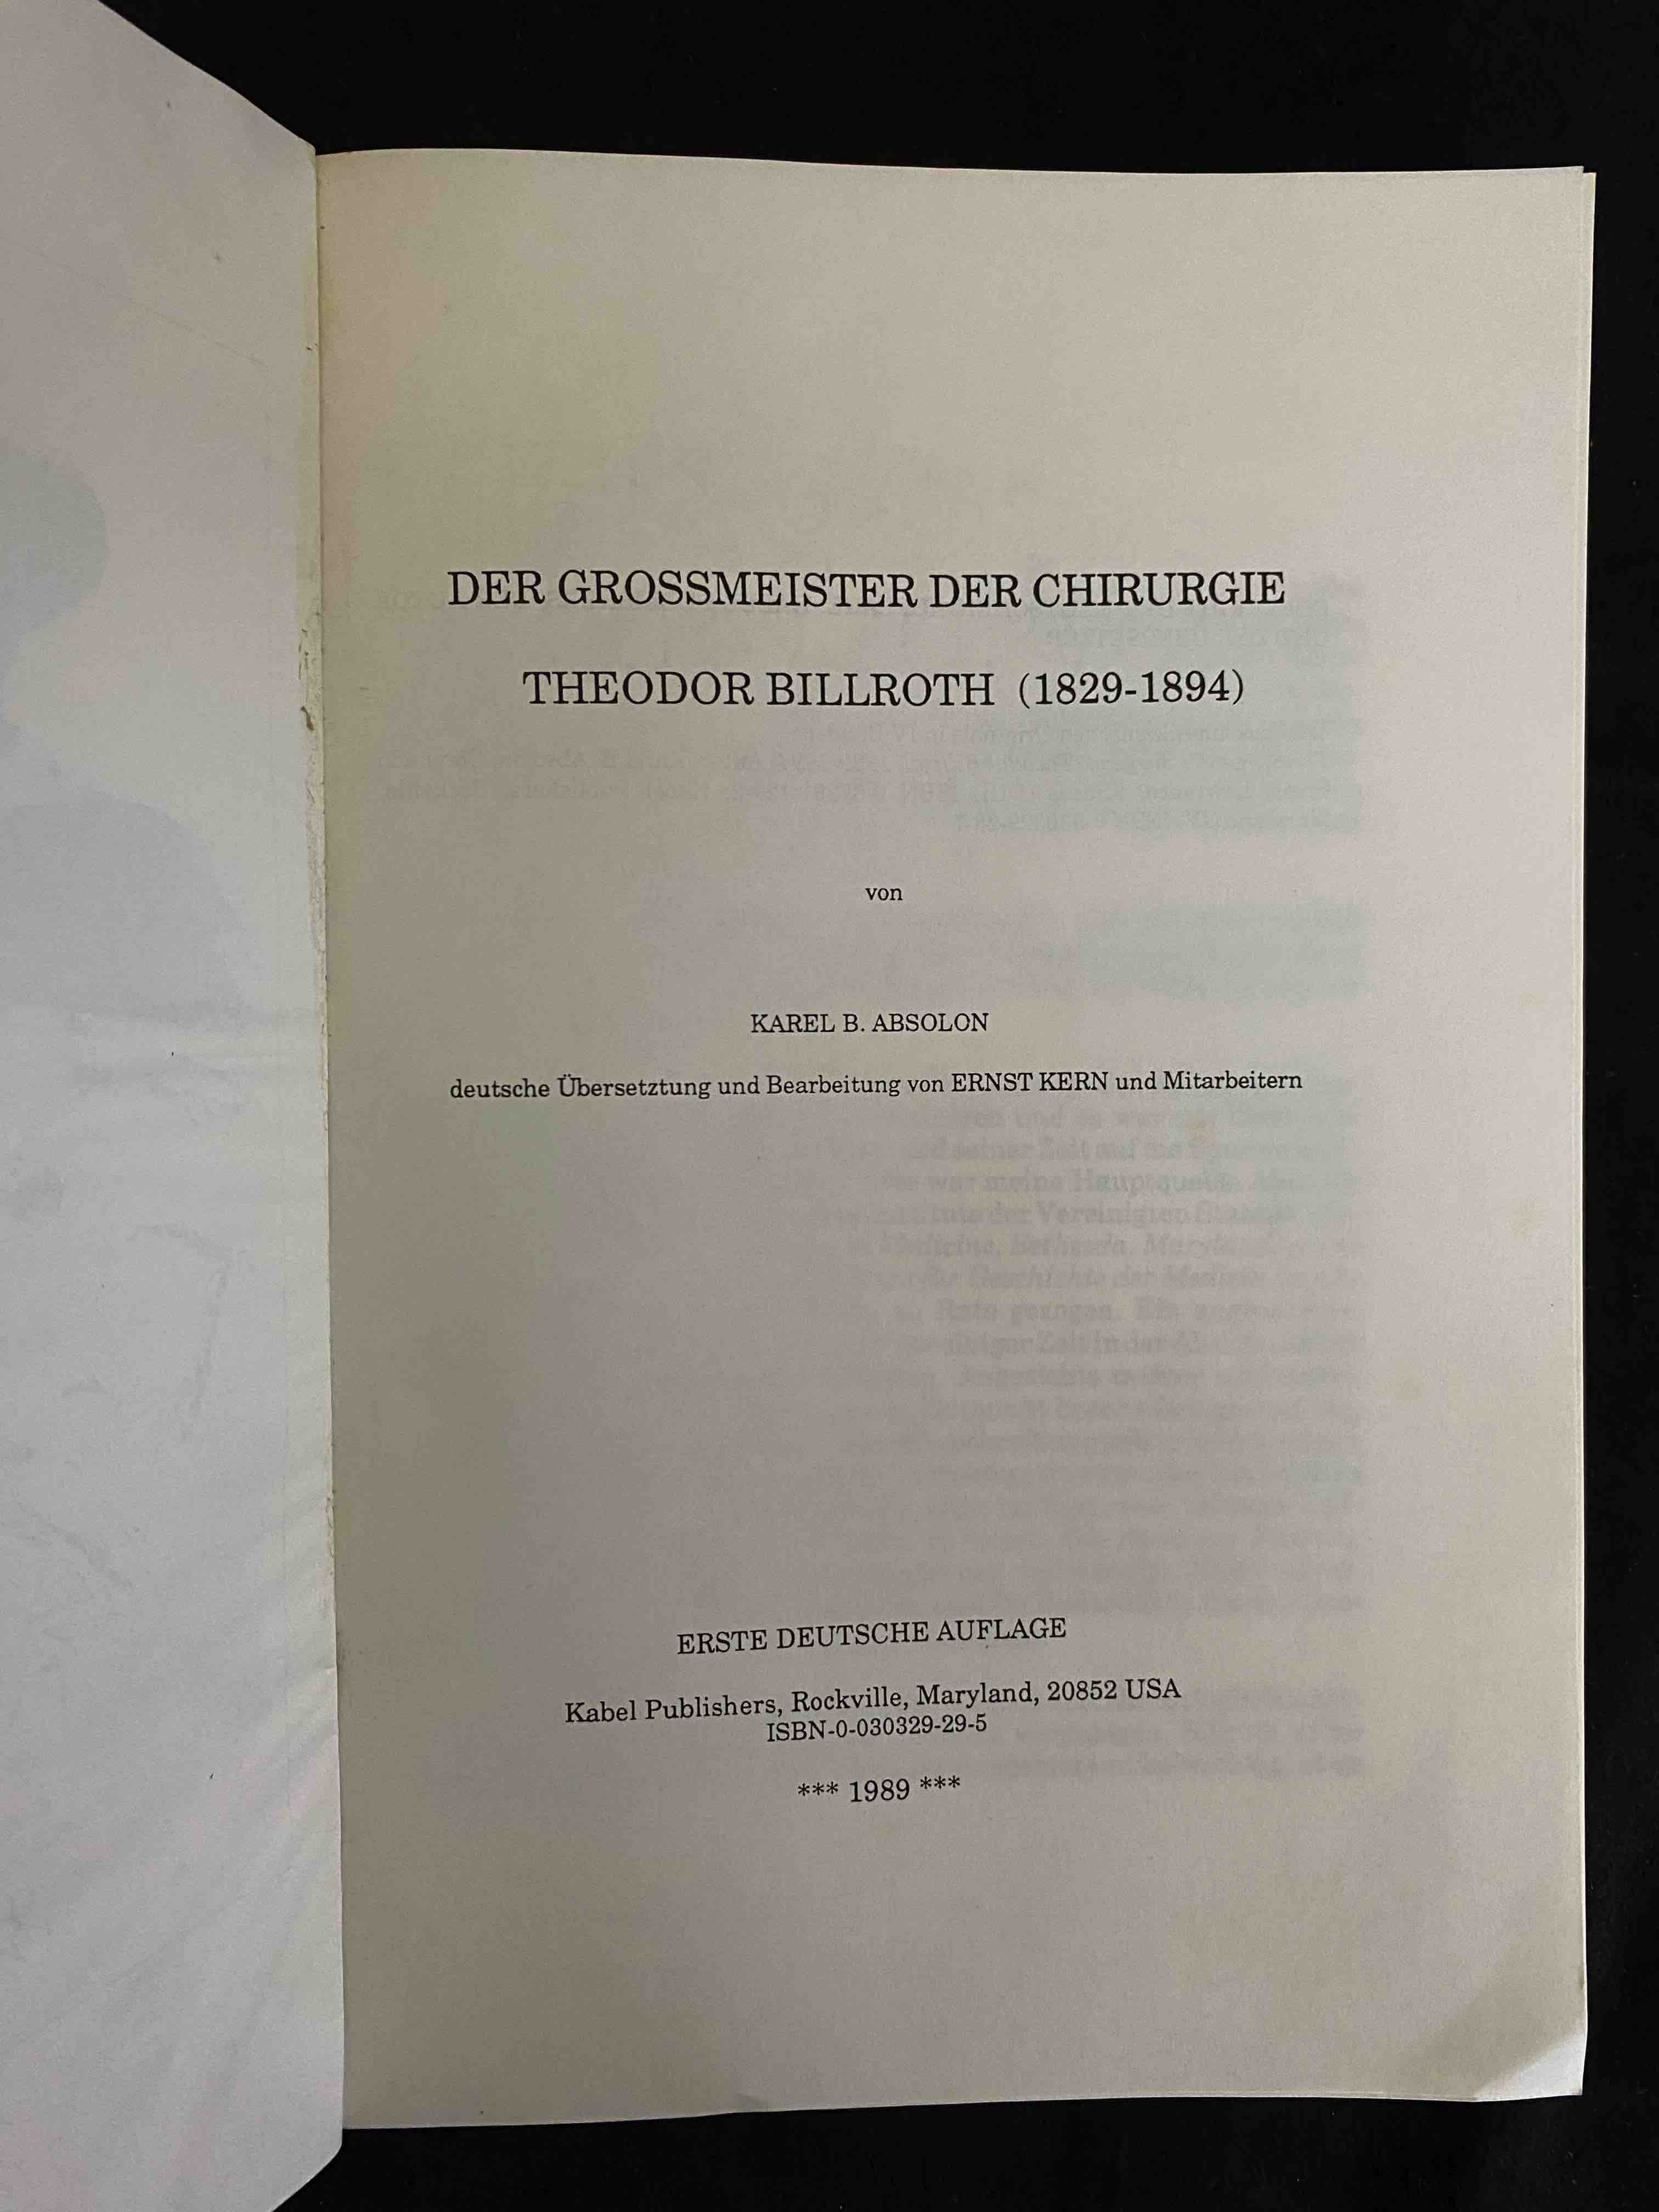 DER GROSSMEISTER DER CHIRURGIE
THEODOR BILLROTH (1829-1894)
von
KAREL B. ABSOLON
deutsche Übersetztung und Bearbeitung von ERNST KERN und Mitarbeitern
ERSTE DEUTSCHE AUFLAGE
Kabel Publishers, Rockville, Maryland, 20852 USA
ISBN-0-030329-29-5
*** 1989 ***